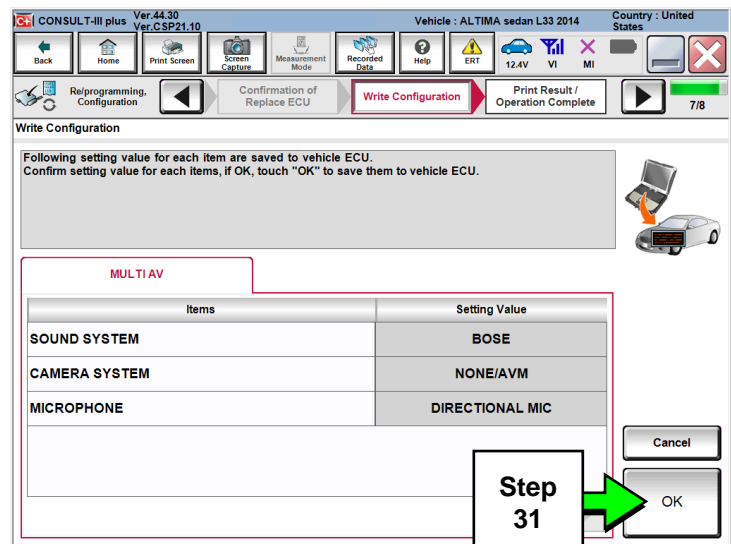 CONSULT-III plus
Ver.44.30
Ver.CSP21.10
Vehicle : ALTIMA sedan L33 2014
Country : United
States
Back
Home
Print Screen
Screen
Capture
Measurement
Mode
Recorded
Data
Help
ERT
12.4V
VI
MI
Re/programming,
Configuration
Confirmation of
Replace ECU
Write Configuration
Print Result /
Operation Complete
7/8
Write Configuration
Following setting value for each item are saved to vehicle ECU.
Confirm setting value for each items, if OK, touch "OK" to save them to vehicle ECU.
MULTI AV
Items
Setting Value
SOUND SYSTEM
BOSE
CAMERA SYSTEM
NONE/AVM
MICROPHONE
DIRECTIONAL MIC
Cancel
Step
31
OK